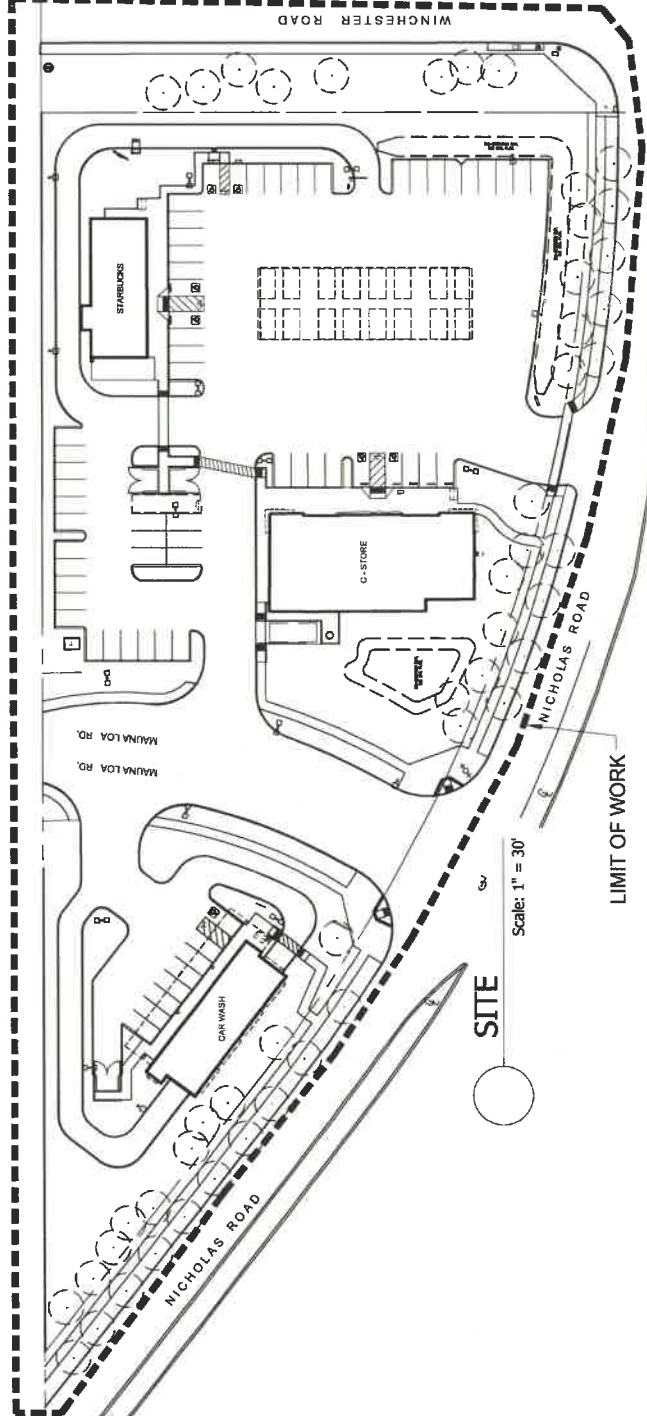 WINCHESTER ROAD
STARBUCKS
C - STORE
MAUNA LOA RD.
MAUNA LOA RD.
CAR WASH
NICHOLAS ROAD
NICHOLAS ROAD
LIMIT OF WORK
SITE
Scale: 1" = 30'